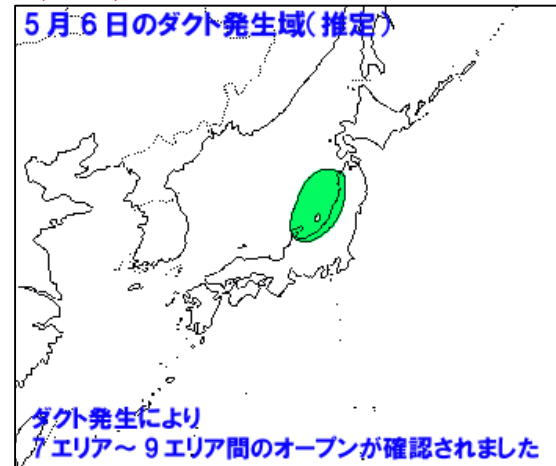 5月6日のダクト発生域(推定)
ダクト発生により
7エリア～9エリア間のオープンが確認されました